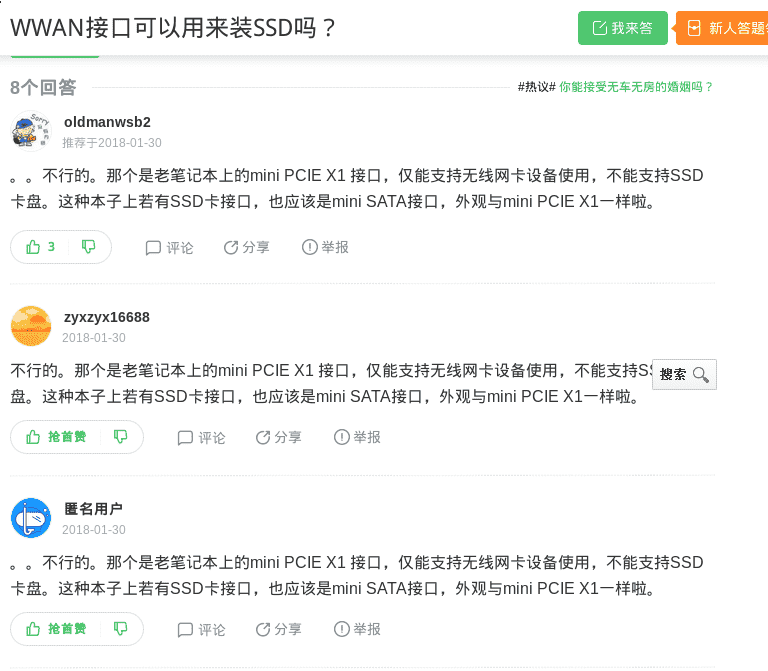 WWAN接口可以用来装SSD吗？
我来答
新人答题
8个回答
#热议# 你能接受无车无房的婚姻吗？
Sorry
oldmanwsb2
推荐于2018-01-30
。。不行的。那个是老笔记本上的mini PCIE X1 接口，仅能支持无线网卡设备使用，不能支持SSD
卡盘。这种本子上若有SSD卡接口，也应该是mini SATA接口，外观与mini PCIE X1一样啦。
3 评论 分享 举报
zyxzyx16688
2018-01-30
不行的。那个是老笔记本上的mini PCIE X1 接口，仅能支持无线网卡设备使用，不能支持SS
搜索
盘。这种本子上若有SSD卡接口，也应该是mini SATA接口，外观与mini PCIE X1一样啦。
抢首赞 评论 分享 举报
匿名用户
2018-01-30
。。不行的。那个是老笔记本上的mini PCIE X1 接口，仅能支持无线网卡设备使用，不能支持SSD
卡盘。这种本子上若有SSD卡接口，也应该是mini SATA接口，外观与mini PCIE X1一样啦。
抢首赞 评论 分享 举报